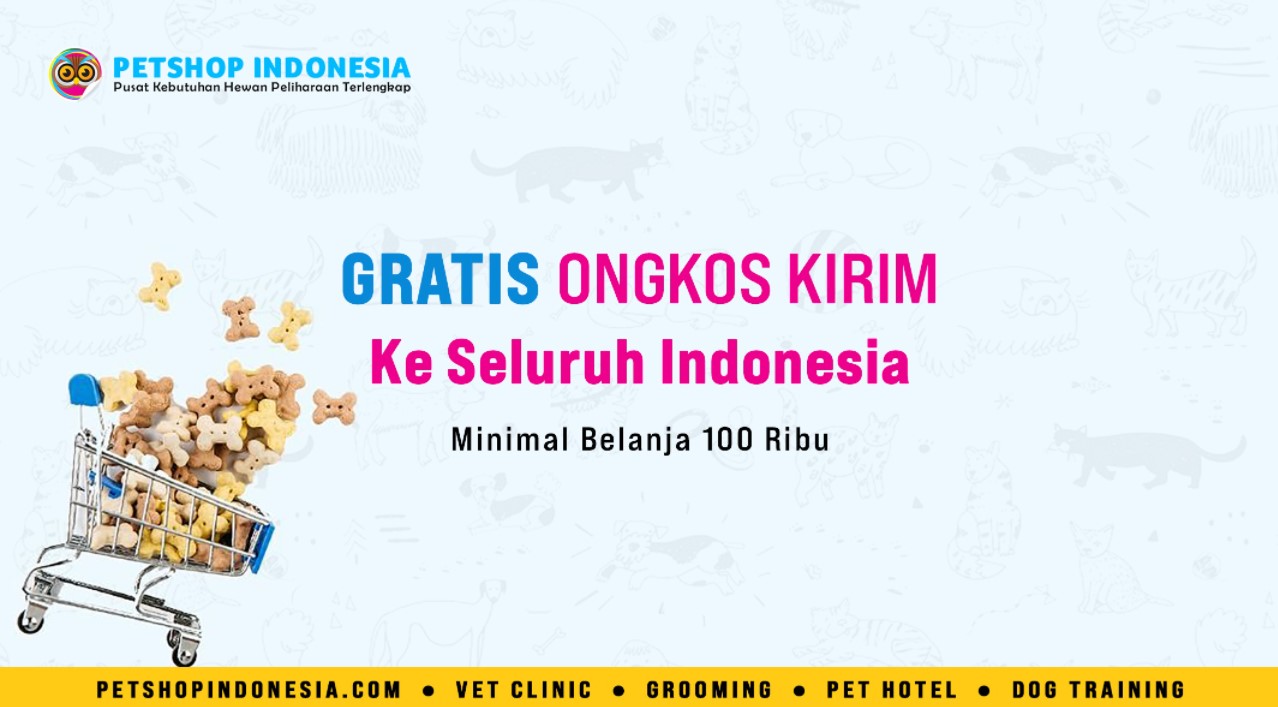 PETSHOP INDONESIA
Pusat Kebutuhan Hewan Peliharaan Terlengkap
GRATIS ONGKOS KIRIM
Ke Seluruh Indonesia
Minimal Belanja 100 Ribu
PETSHOPINDONESIA.COM ● VET CLINIC ● GROOMING ● PET HOTEL ● DOG TRAINING